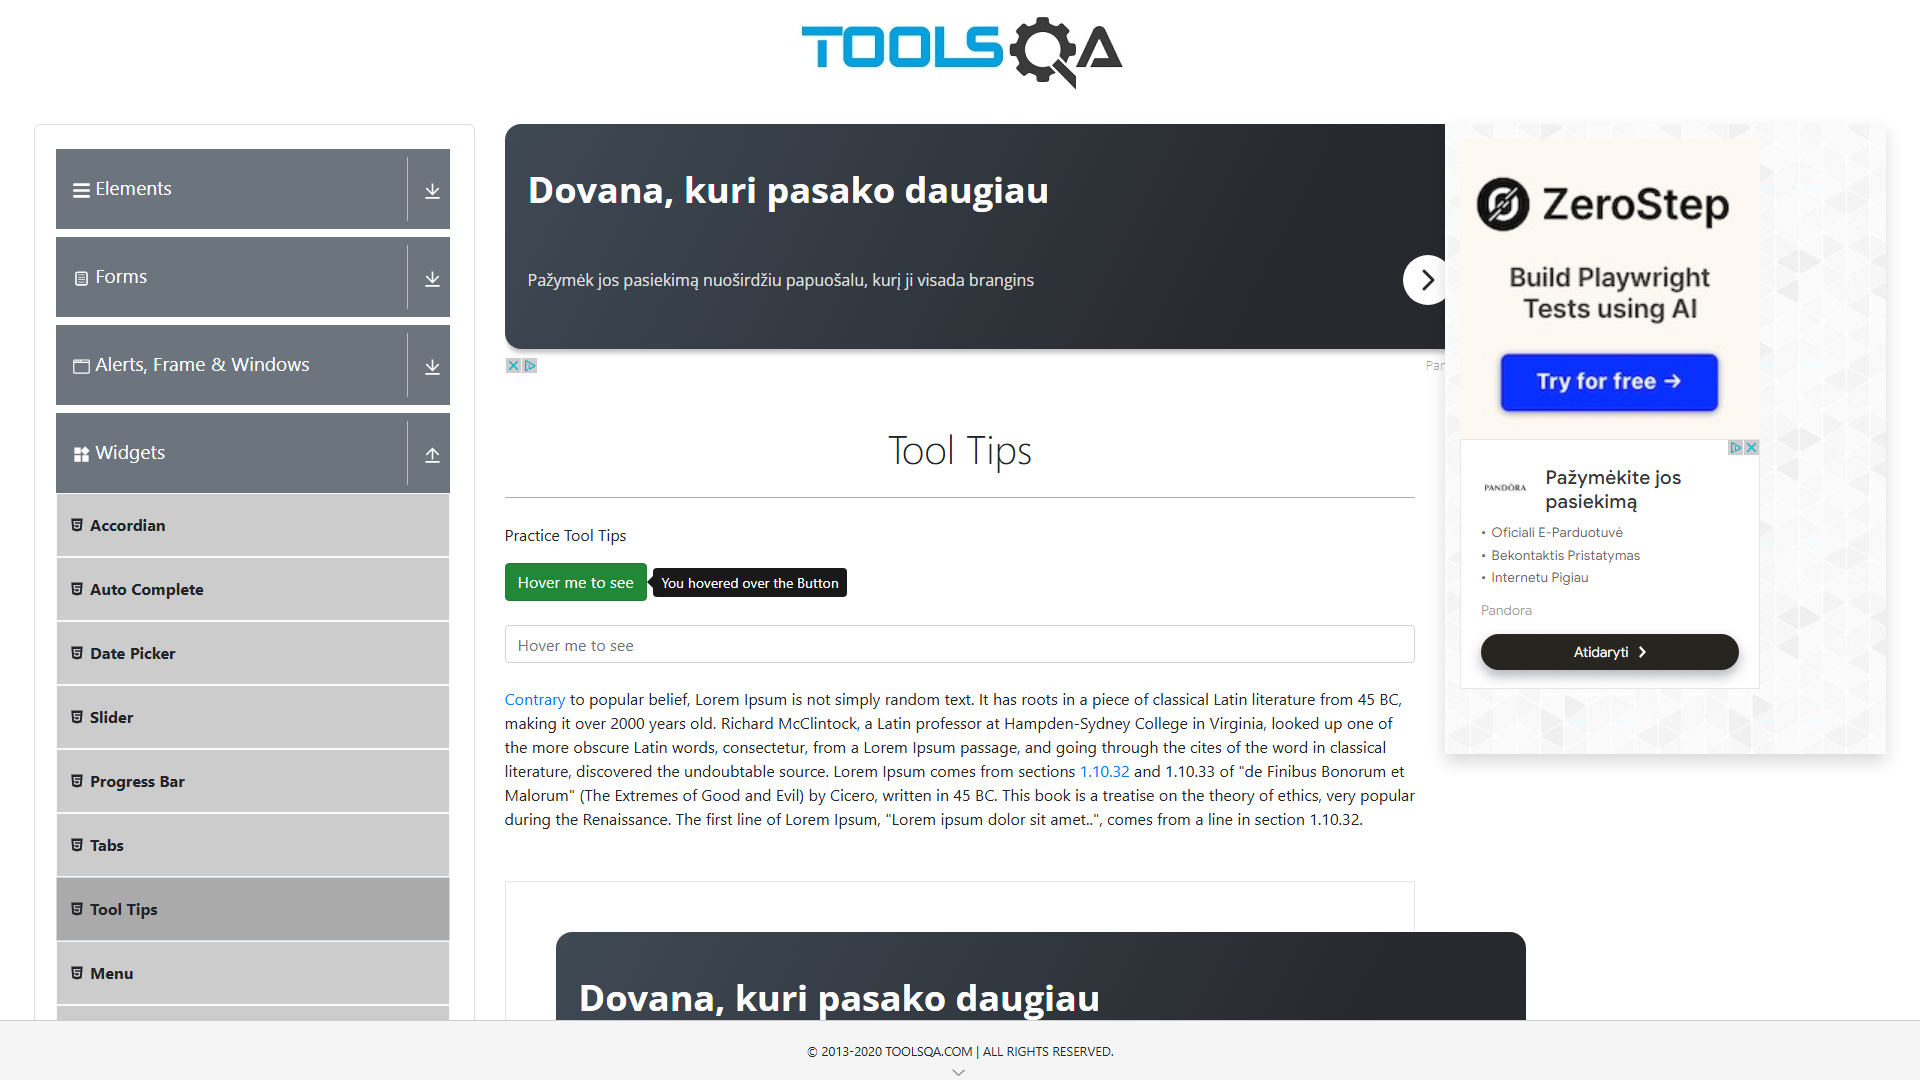 TOOLSQA
Elements
Forms
Alerts, Frame & Windows
Widgets
Accordian
Auto Complete
Date Picker
Slider
Progress Bar
Tabs
Tool Tips
Menu
Dovana, kuri pasako daugiau
Pažymėk jos pasiekimą nuoširdžiu papuošalu, kurį ji visada brangins
Par
Tool Tips
Practice Tool Tips
Hover me to see
You hovered over the Button
Hover me to see
Contrary to popular belief, Lorem Ipsum is not simply random text. It has roots in a piece of classical Latin literature from 45 BC,
making it over 2000 years old. Richard McClintock, a Latin professor at Hampden-Sydney College in Virginia, looked up one of
the more obscure Latin words, consectetur, from a Lorem Ipsum passage, and going through the cites of the word in classical
literature, discovered the undoubtable source. Lorem Ipsum comes from sections 1.10.32 and 1.10.33 of "de Finibus Bonorum et
Malorum" (The Extremes of Good and Evil) by Cicero, written in 45 BC. This book is a treatise on the theory of ethics, very popular
during the Renaissance. The first line of Lorem Ipsum, "Lorem ipsum dolor sit amet..", comes from a line in section 1.10.32.
Dovana, kuri pasako daugiau
ZeroStep
Build Playwright
Tests using AI
Try for free →
PANDÖRA
Pažymėkite jos
pasiekimą
• Oficiali E-Parduotuvė
• Bekontaktis Pristatymas
• Internetu Pigiau
Pandora
Atidaryti
© 2013-2020 TOOLSQA.COM | ALL RIGHTS RESERVED.